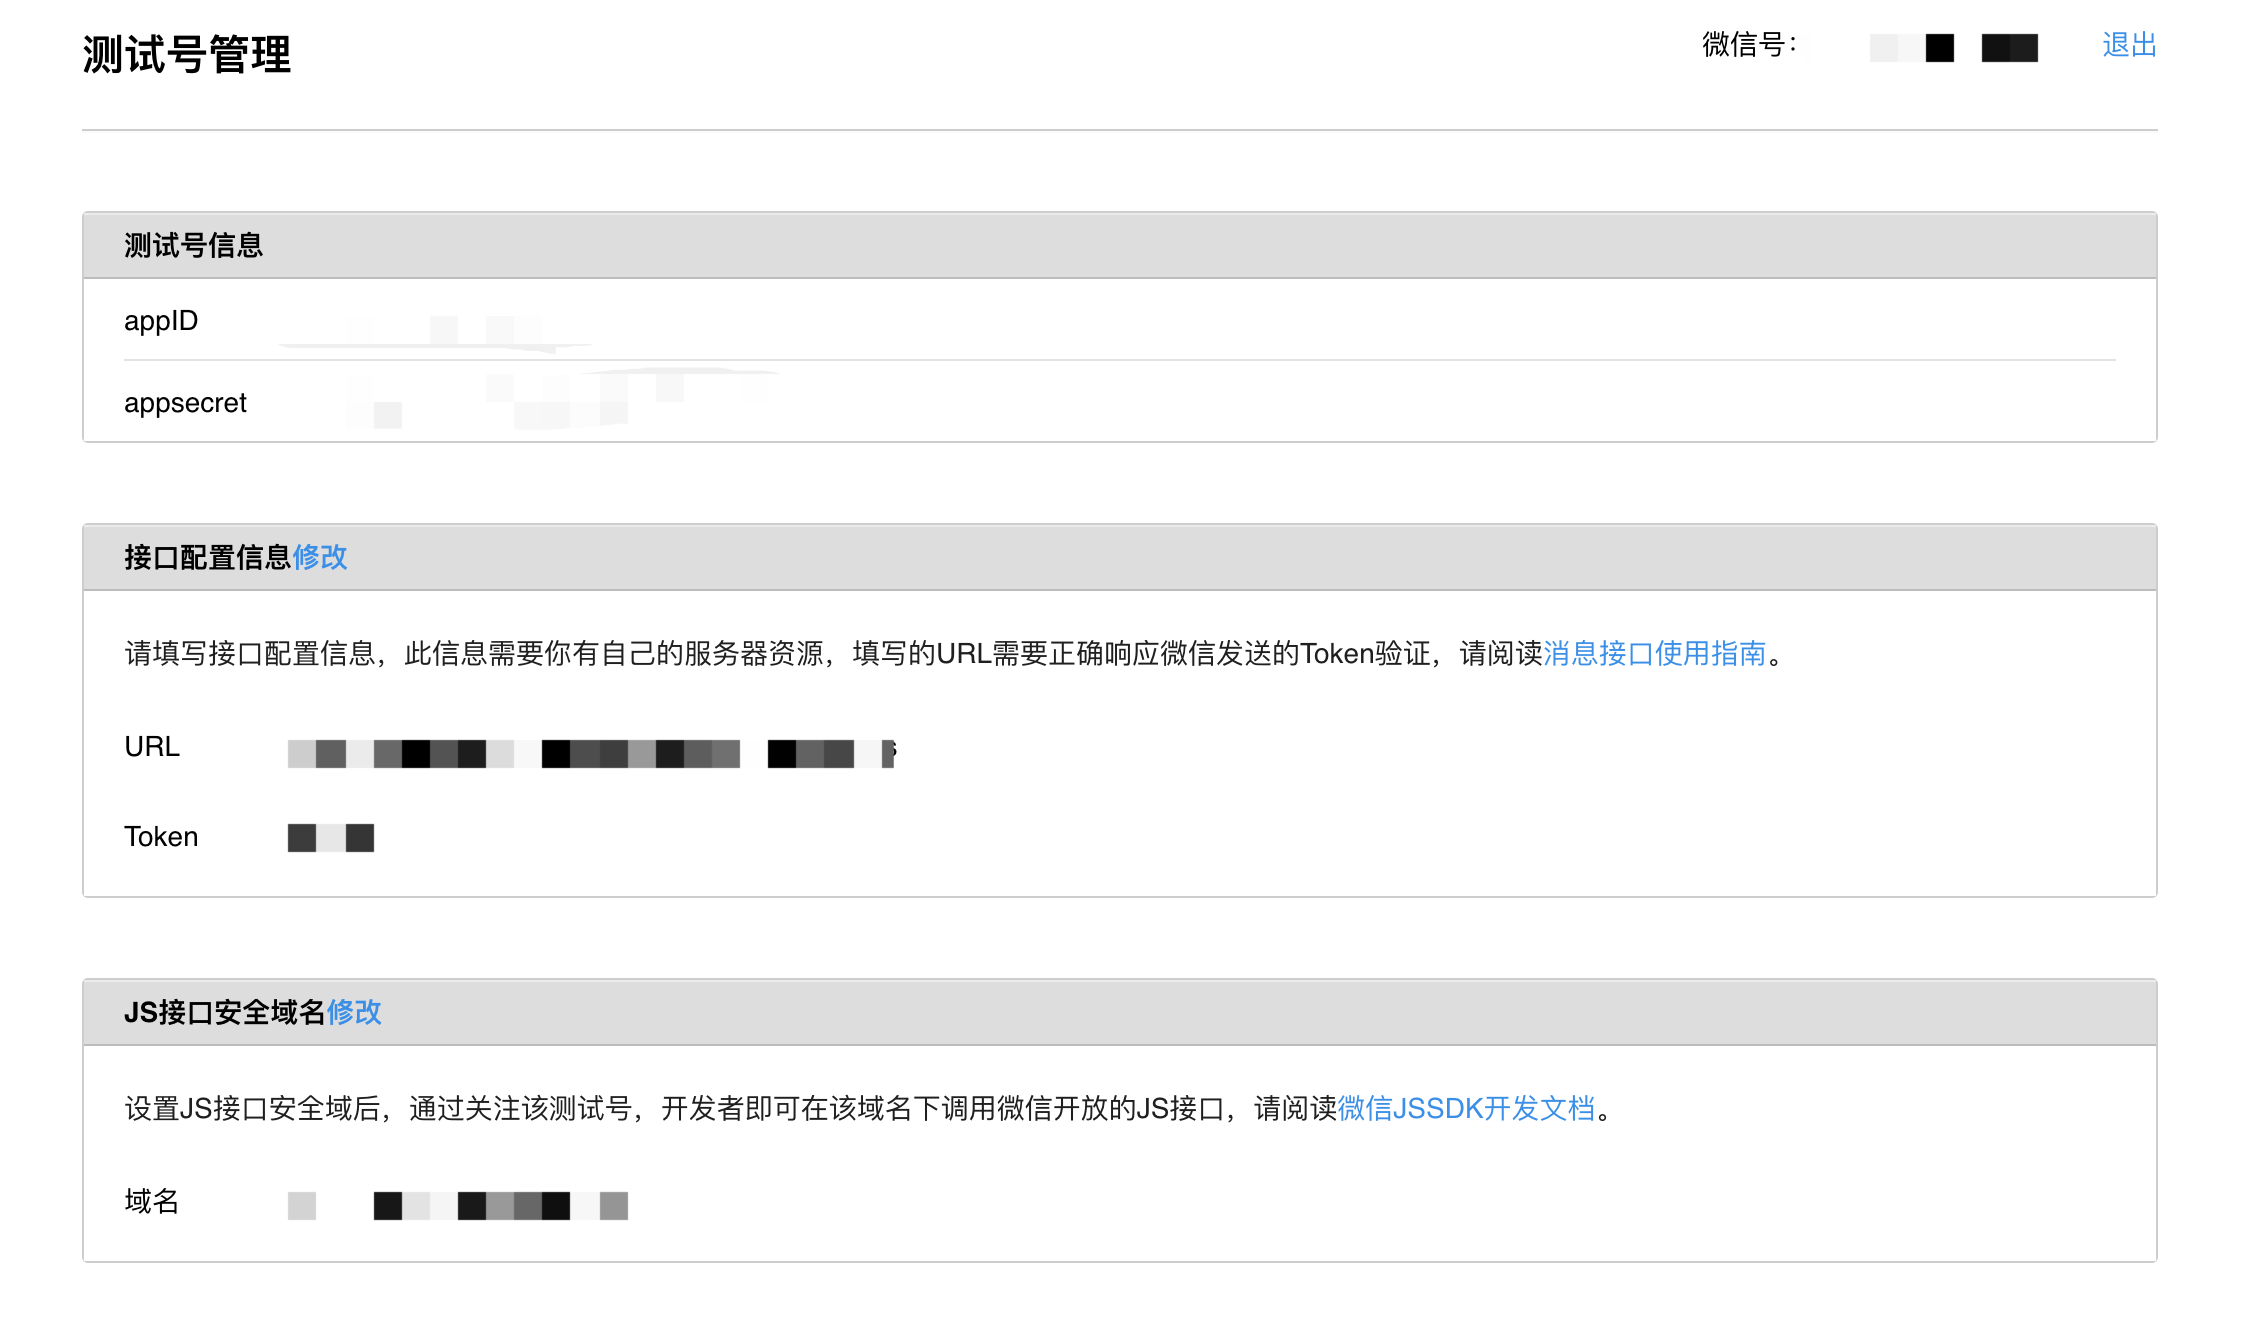 测试号管理
微信号： 退出
测试号信息
appID
appsecret
接口配置信息修改
请填写接口配置信息，此信息需要你有自己的服务器资源，填写的URL需要正确响应微信发送的Token验证，请阅读消息接口使用指南。
URL
Token
JS接口安全域名修改
设置JS接口安全域后，通过关注该测试号，开发者即可在该域名下调用微信开放的JS接口，请阅读微信JSSDK开发文档。
域名